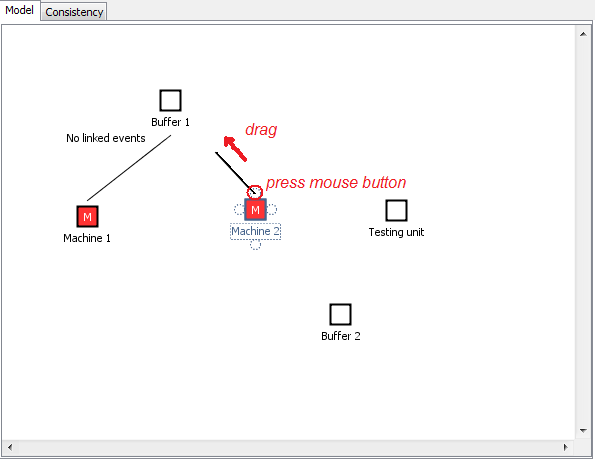 Model
Consistency
Buffer 1
No linked events
drag
press mouse button
M
Machine 1
M
Machine 2
Testing unit
Buffer 2